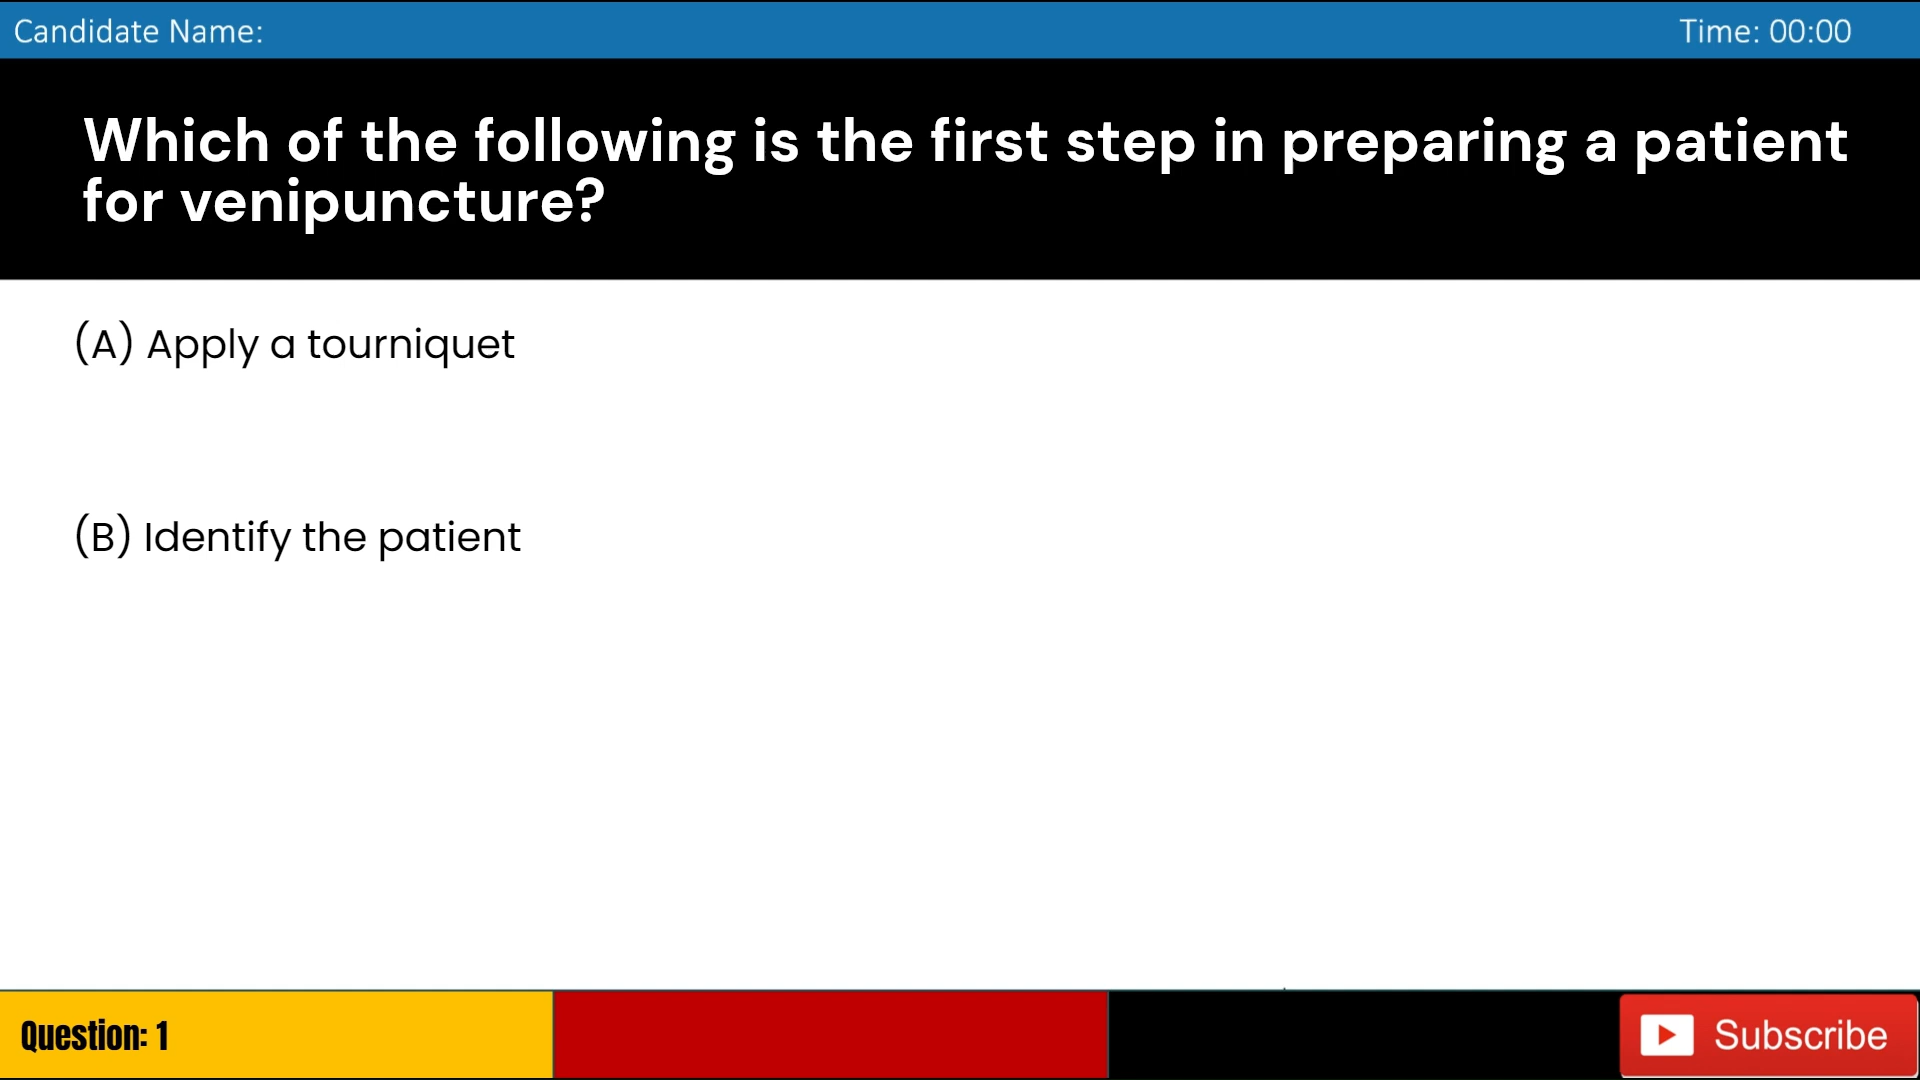 Candidate Name:
Time: 00:00
Which of the following is the first step in preparing a patient
for venipuncture?
(A) Apply a tourniquet
(B) Identify the patient
Question: 1
Subscribe